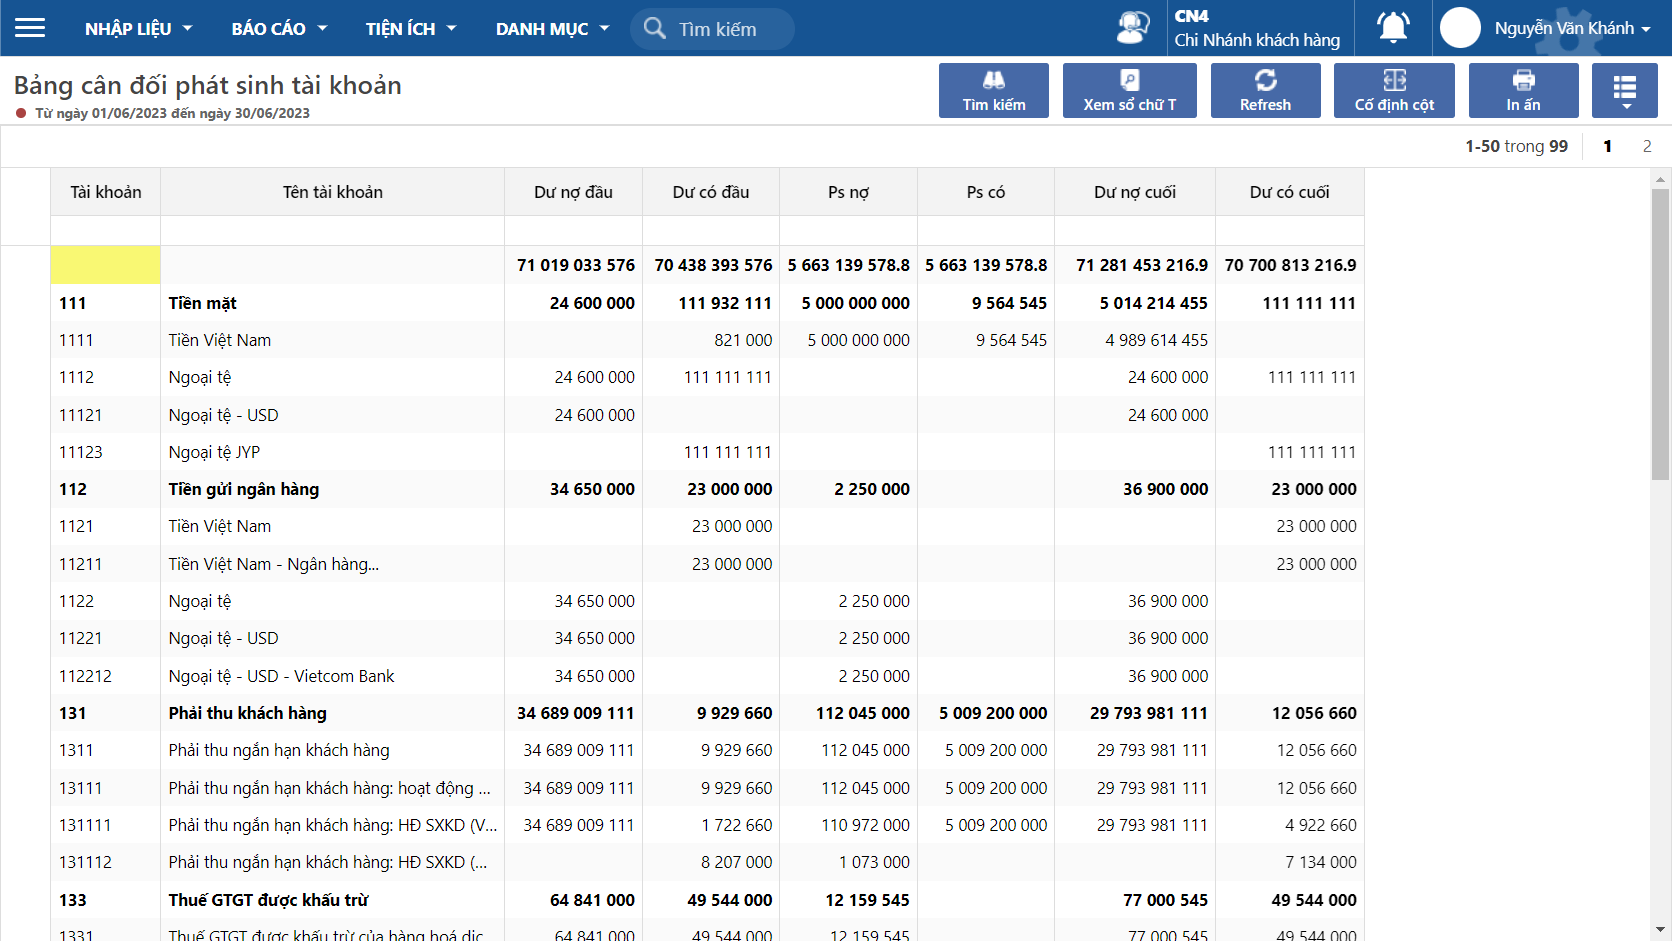 NHẬP LIỆU BÁO CÁO TIỆN ÍCH DANH MỤC Tìm kiếm CN4 Chi Nhánh khách hàng Nguyễn Văn Khánh
Bảng cân đối phát sinh tài khoản
Từ ngày 01/06/2023 đến ngày 30/06/2023
Tìm kiếm Xem sổ chữ T Refresh Cố định cột In ấn
1-50 trong 99 1 2
Tài khoản Tên tài khoản Dư nợ đầu Dư có đầu Ps nợ Ps có Dư nợ cuối Dư có cuối
71 019 033 576 70 438 393 576 5 663 139 578.8 5 663 139 578.8 71 281 453 216.9 70 700 813 216.9
111 Tiền mặt 24 600 000 111 932 111 5 000 000 000 9 564 545 5 014 214 455 111 111 111
1111 Tiền Việt Nam 821 000 5 000 000 000 9 564 545 4 989 614 455
1112 Ngoại tệ 24 600 000 111 111 111 24 600 000 111 111 111
11121 Ngoại tệ - USD 24 600 000 24 600 000
11123 Ngoại tệ JYP 111 111 111 111 111 111
112 Tiền gửi ngân hàng 34 650 000 23 000 000 2 250 000 36 900 000 23 000 000
1121 Tiền Việt Nam 23 000 000 23 000 000
11211 Tiền Việt Nam - Ngân hàng... 23 000 000 23 000 000
1122 Ngoại tệ 34 650 000 2 250 000 36 900 000
11221 Ngoại tệ - USD 34 650 000 2 250 000 36 900 000
112212 Ngoại tệ - USD - Vietcom Bank 34 650 000 2 250 000 36 900 000
131 Phải thu khách hàng 34 689 009 111 9 929 660 112 045 000 5 009 200 000 29 793 981 111 12 056 660
1311 Phải thu ngắn hạn khách hàng 34 689 009 111 9 929 660 112 045 000 5 009 200 000 29 793 981 111 12 056 660
13111 Phải thu ngắn hạn khách hàng: hoạt động ... 34 689 009 111 9 929 660 112 045 000 5 009 200 000 29 793 981 111 12 056 660
131111 Phải thu ngắn hạn khách hàng: HĐ SXKD (V... 34 689 009 111 1 722 660 110 972 000 5 009 200 000 29 793 981 111 4 922 660
131112 Phải thu ngắn hạn khách hàng: HĐ SXKD (... 8 207 000 1 073 000 7 134 000
133 Thuế GTGT được khấu trừ 64 841 000 49 544 000 12 159 545 77 000 545 49 544 000
1331 Thuế GTGT được khấu trừ của hàng hoá dịc 64 841 000 49 544 000 12 159 545 77 000 545 49 544 000